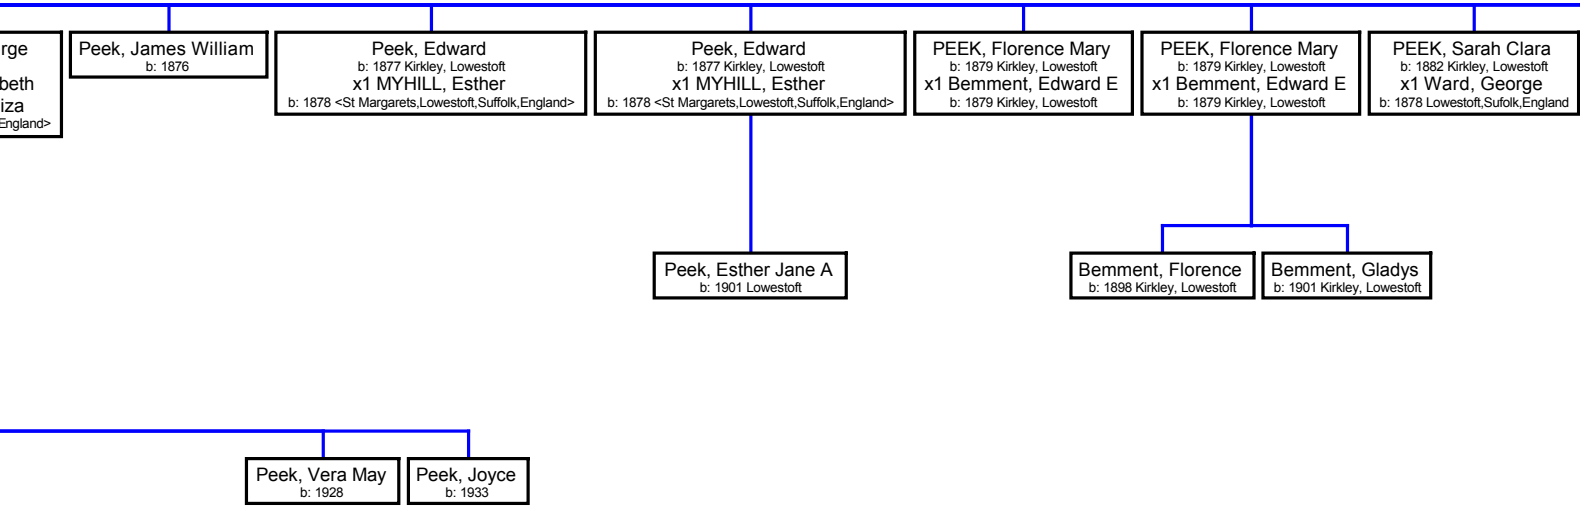 rge
beth
iza
England>
Peek, James William
b: 1876
Peek, Edward
b: 1877 Kirkley, Lowestoft
x1 MYHILL, Esther
b: 1878 <St Margarets,Lowestoft,Suffolk,England>
Peek, Edward
b: 1877 Kirkley, Lowestoft
x1 MYHILL, Esther
b: 1878 <St Margarets,Lowestoft,Suffolk,England>
PEEK, Florence Mary
b: 1879 Kirkley, Lowestoft
x1 Bemment, Edward E
b: 1879 Kirkley, Lowestoft
PEEK, Florence Mary
b: 1879 Kirkley, Lowestoft
x1 Bemment, Edward E
b: 1879 Kirkley, Lowestoft
PEEK, Sarah Clara
b: 1882 Kirkley, Lowestoft
x1 Ward, George
b: 1878 Lowestoft,Sufolk,England
Peek, Esther Jane A
b: 1901 Lowestoft
Bemment, Florence
b: 1898 Kirkley, Lowestoft
Bemment, Gladys
b: 1901 Kirkley, Lowestoft
Peek, Vera May
b: 1928
Peek, Joyce
b: 1933